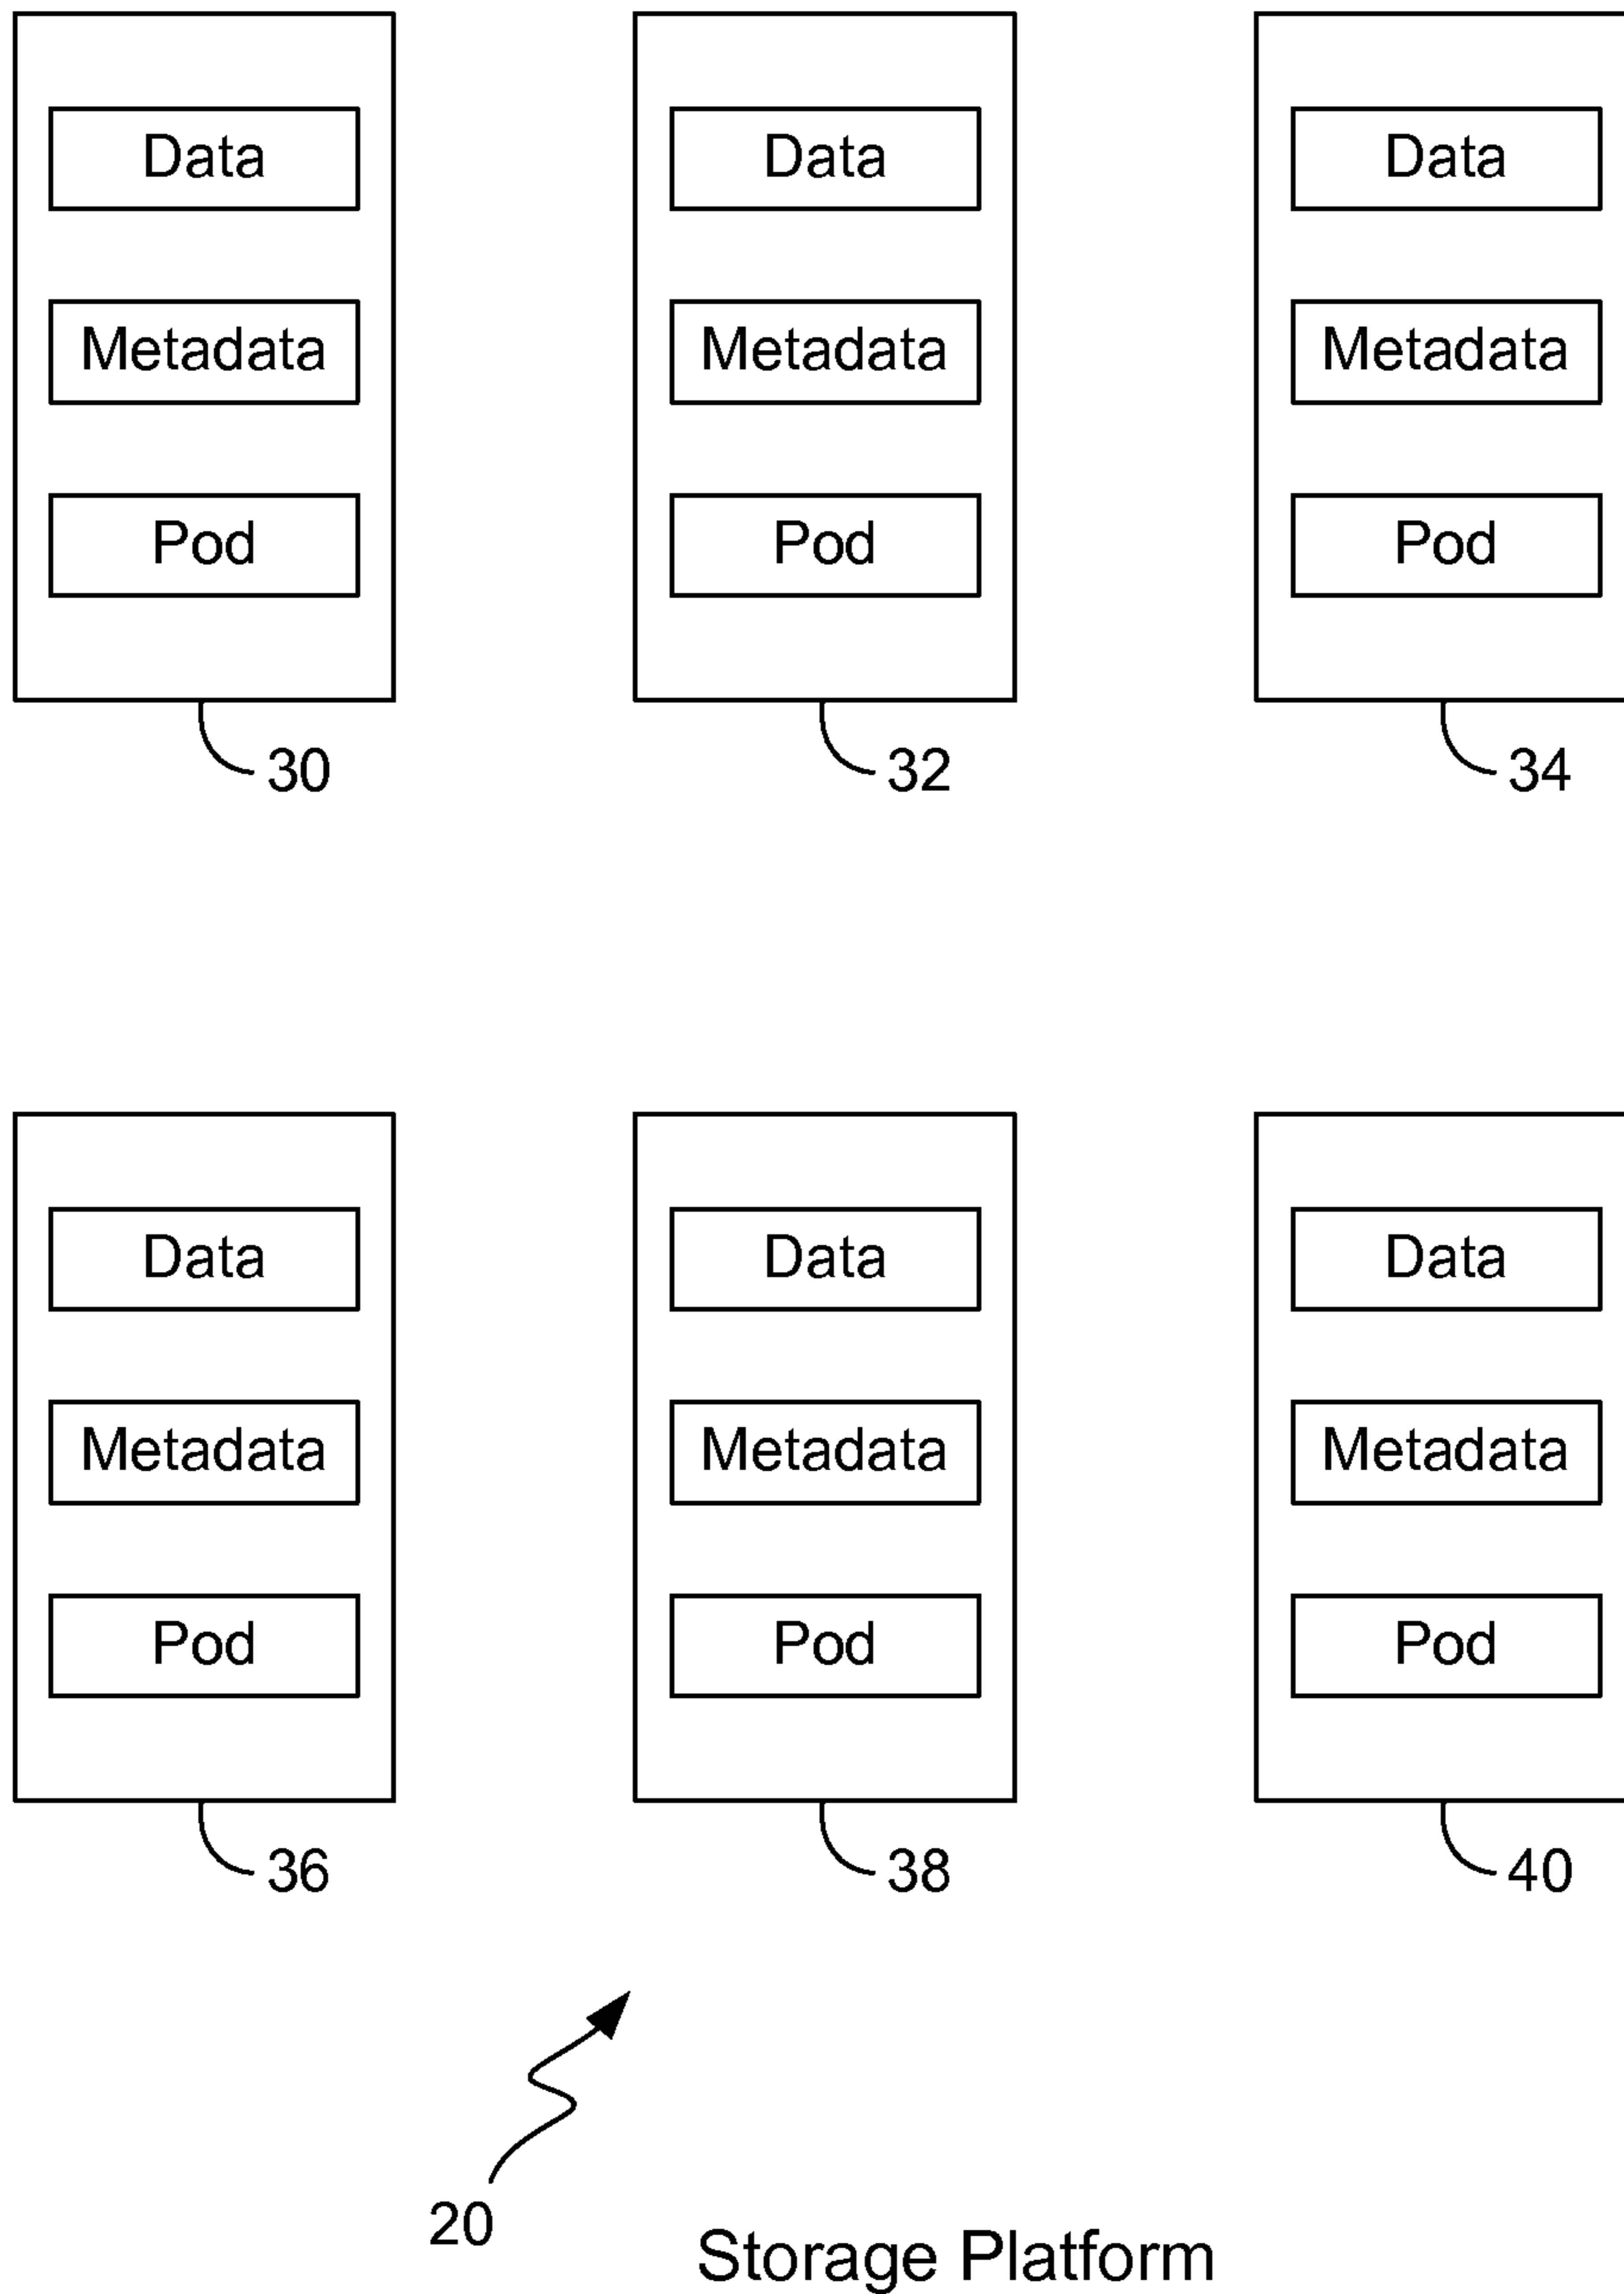 Data Data Data
Metadata Metadata Metadata
Pod Pod Pod
30 32 34
Data Data Data
Metadata Metadata Metadata
Pod Pod Pod
36 38 40
20
Storage Platform